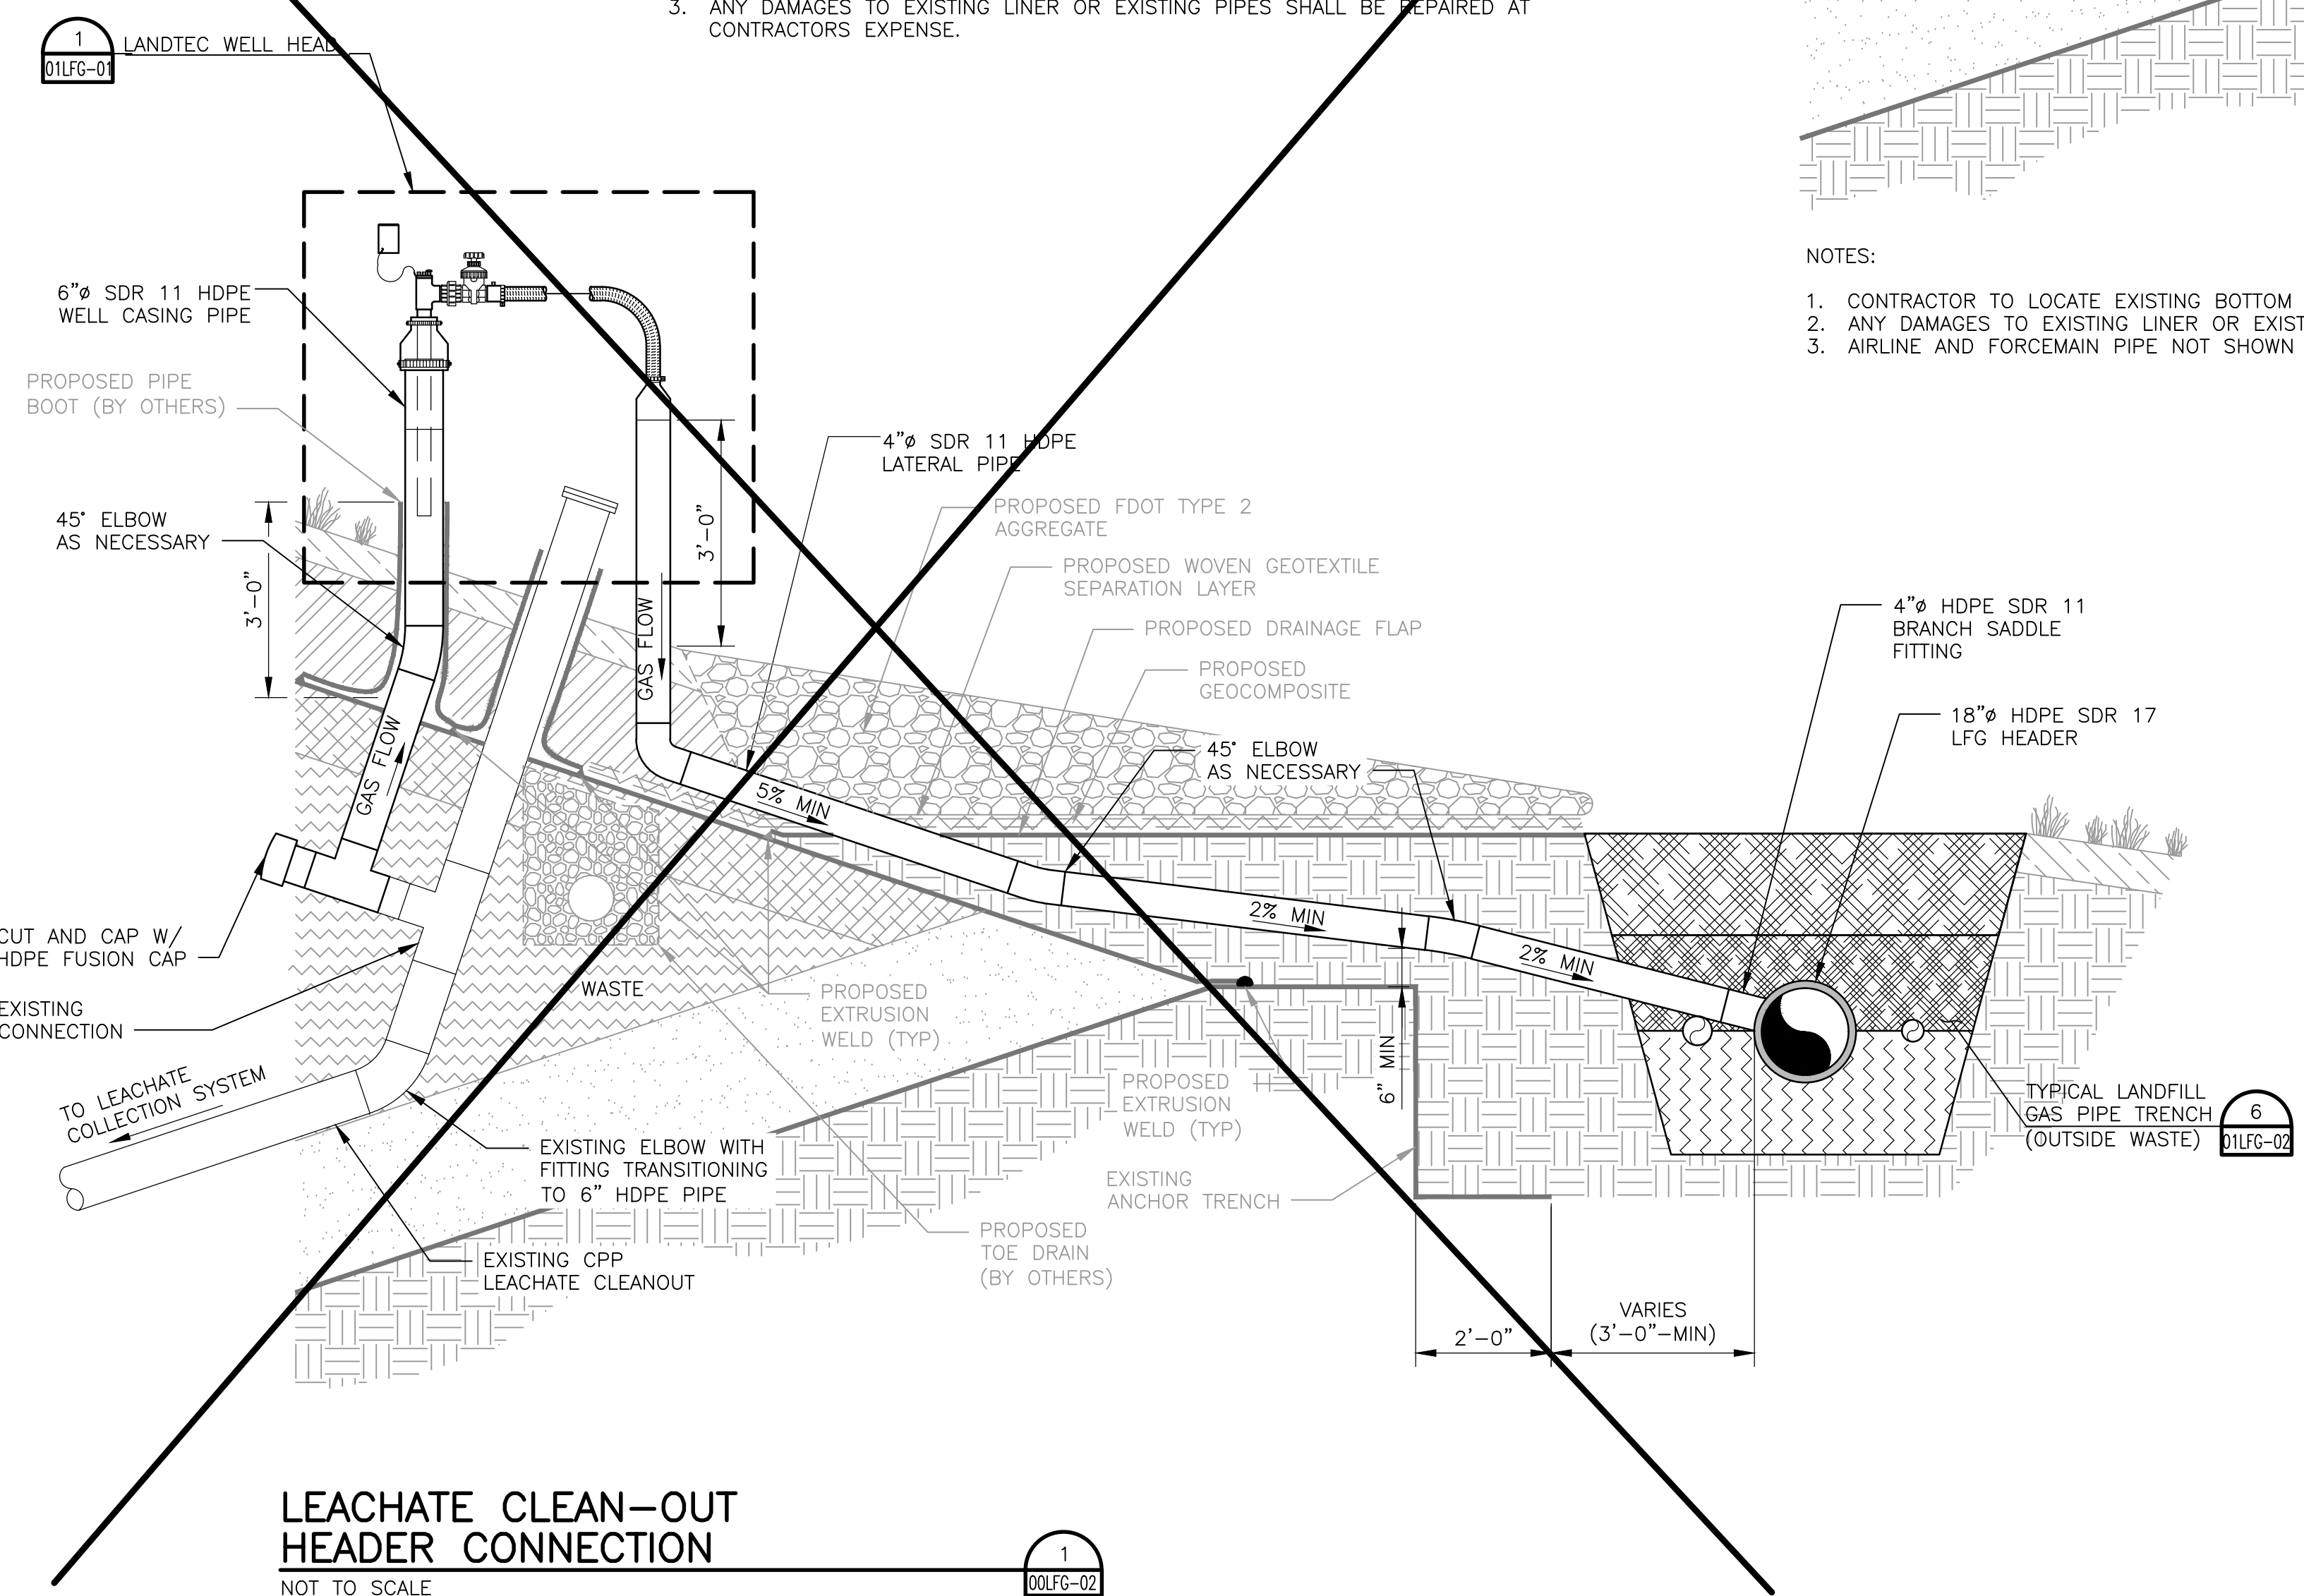 3. ANY DAMAGES TO EXISTING LINER OR EXISTING PIPES SHALL BE REPAIRED AT
CONTRACTORS EXPENSE.
1
01LFG-01
LANDTEC WELL HEAD
6"ø SDR 11 HDPE
WELL CASING PIPE
PROPOSED PIPE
BOOT (BY OTHERS)
45° ELBOW
AS NECESSARY
3'-0"
GAS FLOW
CUT AND CAP W/
HDPE FUSION CAP
EXISTING
CONNECTION
TO LEACHATE
COLLECTION SYSTEM
EXISTING ELBOW WITH
FITTING TRANSITIONING
TO 6" HDPE PIPE
EXISTING CPP
LEACHATE CLEANOUT
WASTE
GAS FLOW
3'-0"
4"ø SDR 11 HDPE
LATERAL PIPE
PROPOSED FDOT TYPE 2
AGGREGATE
PROPOSED WOVEN GEOTEXTILE
SEPARATION LAYER
PROPOSED DRAINAGE FLAP
PROPOSED
GEOCOMPOSITE
45° ELBOW
AS NECESSARY
5% MIN
2% MIN
2% MIN
PROPOSED
EXTRUSION
WELD (TYP)
PROPOSED
EXTRUSION
WELD (TYP)
6" MIN
EXISTING
ANCHOR TRENCH
PROPOSED
TOE DRAIN
(BY OTHERS)
2'-0"
VARIES
(3'-0"-MIN)
4"ø HDPE SDR 11
BRANCH SADDLE
FITTING
18"ø HDPE SDR 17
LFG HEADER
TYPICAL LANDFILL
GAS PIPE TRENCH
(OUTSIDE WASTE)
6
01LFG-02
NOTES:
1. CONTRACTOR TO LOCATE EXISTING BOTTOM
2. ANY DAMAGES TO EXISTING LINER OR EXIST
3. AIRLINE AND FORCEMAIN PIPE NOT SHOWN
LEACHATE CLEAN-OUT
HEADER CONNECTION
NOT TO SCALE
1
00LFG-02